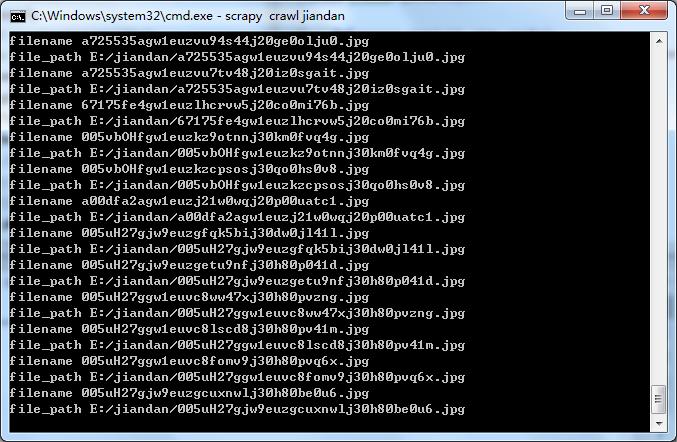 C:\Windows\system32\cmd.exe - scrapy  crawl jiandan
filename a725535agw1euzvu94s44j20ge0olju0.jpg
file_path E:/jiandan/a725535agw1euzvu94s44j20ge0olju0.jpg
filename a725535agw1euzvu7tv48j20iz0sgait.jpg
file_path E:/jiandan/a725535agw1euzvu7tv48j20iz0sgait.jpg
filename 67175fe4gw1euzlhcrvw5j20co0mi76b.jpg
file_path E:/jiandan/67175fe4gw1euzlhcrvw5j20co0mi76b.jpg
filename 005vbOHfgw1euzkz9otnnj30km0fvq4g.jpg
file_path E:/jiandan/005vbOHfgw1euzkz9otnnj30km0fvq4g.jpg
filename 005vbOHfgw1euzkzcpsosj30qo0hs0v8.jpg
file_path E:/jiandan/005vbOHfgw1euzkzcpsosj30qo0hs0v8.jpg
filename a00dfa2agw1euzj21w0wqj20p00uatc1.jpg
file_path E:/jiandan/a00dfa2agw1euzj21w0wqj20p00uatc1.jpg
filename 005uH27gjw9euzgfqk5bij30dw0jl41l.jpg
file_path E:/jiandan/005uH27gjw9euzgfqk5bij30dw0jl41l.jpg
filename 005uH27gjw9euzgetu9nfj30h80p041d.jpg
file_path E:/jiandan/005uH27gjw9euzgetu9nfj30h80p041d.jpg
filename 005uH27ggw1euvc8ww47xj30h80pvzng.jpg
file_path E:/jiandan/005uH27ggw1euvc8ww47xj30h80pvzng.jpg
filename 005uH27ggw1euvc8lscd8j30h80pv41m.jpg
file_path E:/jiandan/005uH27ggw1euvc8lscd8j30h80pv41m.jpg
filename 005uH27ggw1euvc8fomv9j30h80pvq6x.jpg
file_path E:/jiandan/005uH27ggw1euvc8fomv9j30h80pvq6x.jpg
filename 005uH27gjw9euzgcuxnwlj30h80be0u6.jpg
file_path E:/jiandan/005uH27gjw9euzgcuxnwlj30h80be0u6.jpg